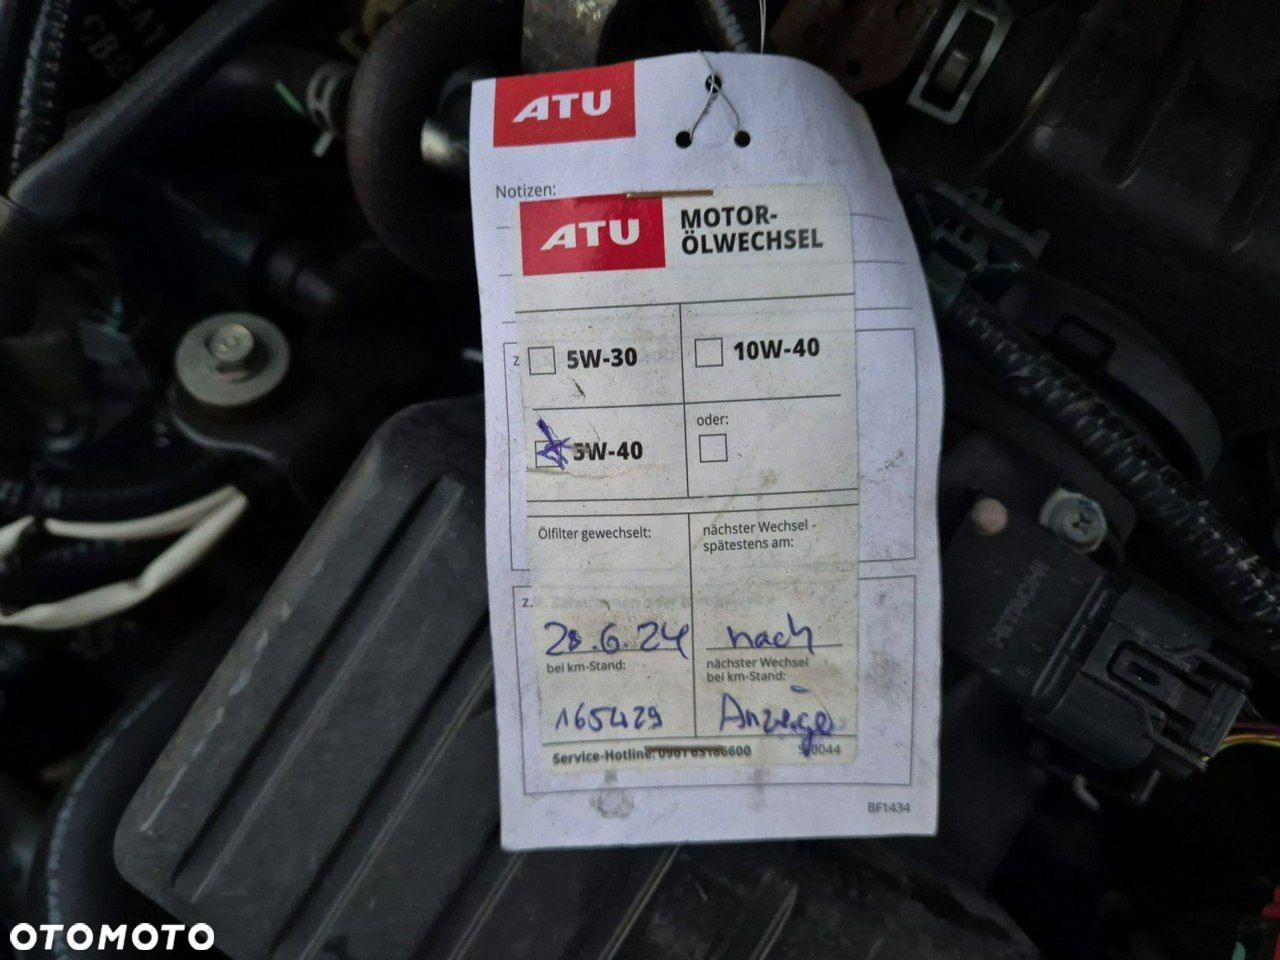 ATU
Notizen:
ATU
MOTOR-
ÖLWECHSEL
5W-30
10W-40
5W-40
oder:
Ölfilter gewechselt:
nächster Wechsel -
spätestens am:
28.6.24
nach
bei km-Stand:
nächster Wechsel
bei km-Stand:
165429
Anzeige
Service-Hotline:
BF1434
HITACHI
OTOMOTO